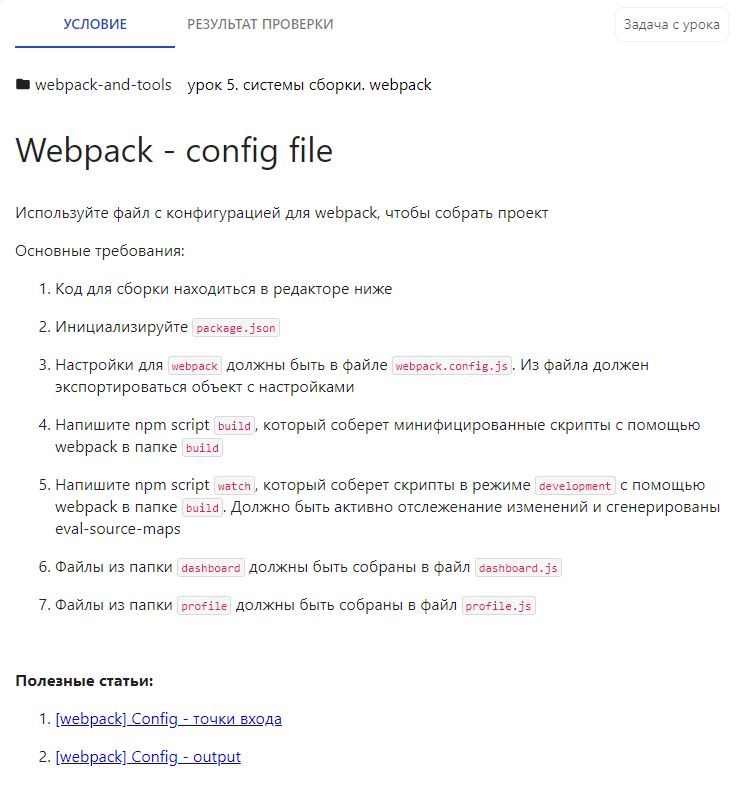 УСЛОВИЕ
РЕЗУЛЬТАТ ПРОВЕРКИ
Задача с урока
webpack-and-tools
урок 5. системы сборки. webpack
Webpack - config file
Используйте файл с конфигурацией для webpack, чтобы собрать проект
Основные требования:
1. Код для сборки находиться в редакторе ниже
2. Инициализируйте package.json
3. Настройки для webpack должны быть в файле webpack.config.js. Из файла должен
экспортироваться объект с настройками
4. Напишите npm script build, который соберет минифицированные скрипты с помощью
webpack в папке build
5. Напишите npm script watch, который соберет скрипты в режиме development с помощью
webpack в папке build. Должно быть активно отслежение изменений и сгенерированы
eval-source-maps
6. Файлы из папки dashboard должны быть собраны в файл dashboard.js
7. Файлы из папки profile должны быть собраны в файл profile.js
Полезные статьи:
1. [webpack] Config - точки входа
2. [webpack] Config - output